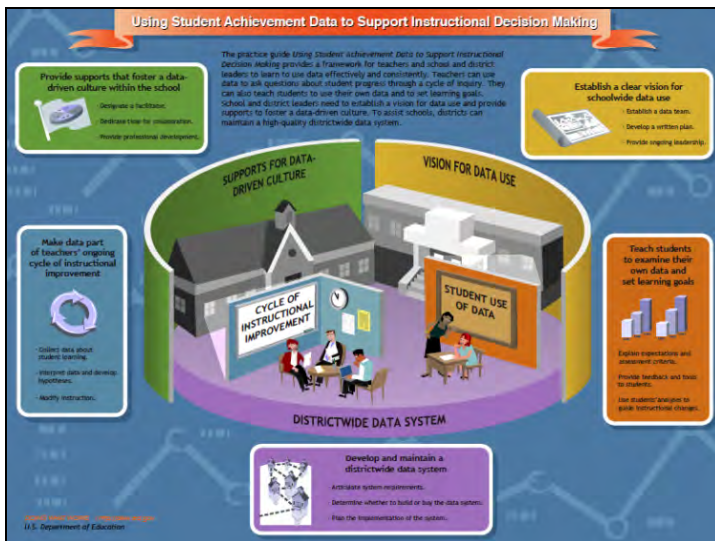 Using Student Achievement Data to Support Instructional Decision Making
The practice guide Using Student Achievement Data to Support Instructional
Decision Making provides a framework for teachers and school and district
leaders to learn to use data effectively and consistently. Teachers can use
data to ask questions about student progress through a cycle of inquiry. They
can also teach students to use their own data and to set learning goals.
School and district leaders need to establish a vision for data use and provide
supports to foster a data-driven culture. To assist schools, districts can
maintain a high-quality districtwide data system.
Provide supports that foster a data-
driven culture within the school
· Designate a facilitator.
· Dedicate time for collaboration.
· Provide professional development.
Establish a clear vision for
schoolwide data use
· Establish a data team.
· Develop a written plan.
· Provide ongoing leadership.
SUPPORTS FOR DATA-
DRIVEN CULTURE
VISION FOR DATA USE
Make data part
of teachers' ongoing
cycle of instructional
improvement
· Collect data about
student learning.
· Interpret data and develop
hypotheses.
· Modify instruction.
CYCLE OF
INSTRUCTIONAL
IMPROVEMENT
STUDENT USE
OF DATA
Teach students
to examine their
own data and
set learning goals
· Explain expectations and
assessment criteria.
· Provide feedback and tools
to students.
· Use students' analyses to
guide instructional changes.
DISTRICTWIDE DATA SYSTEM
Develop and maintain a
districtwide data system
· Articulate system requirements.
· Determine whether to build or buy the data system.
· Plan the implementation of the system.
U.S. Department of Education